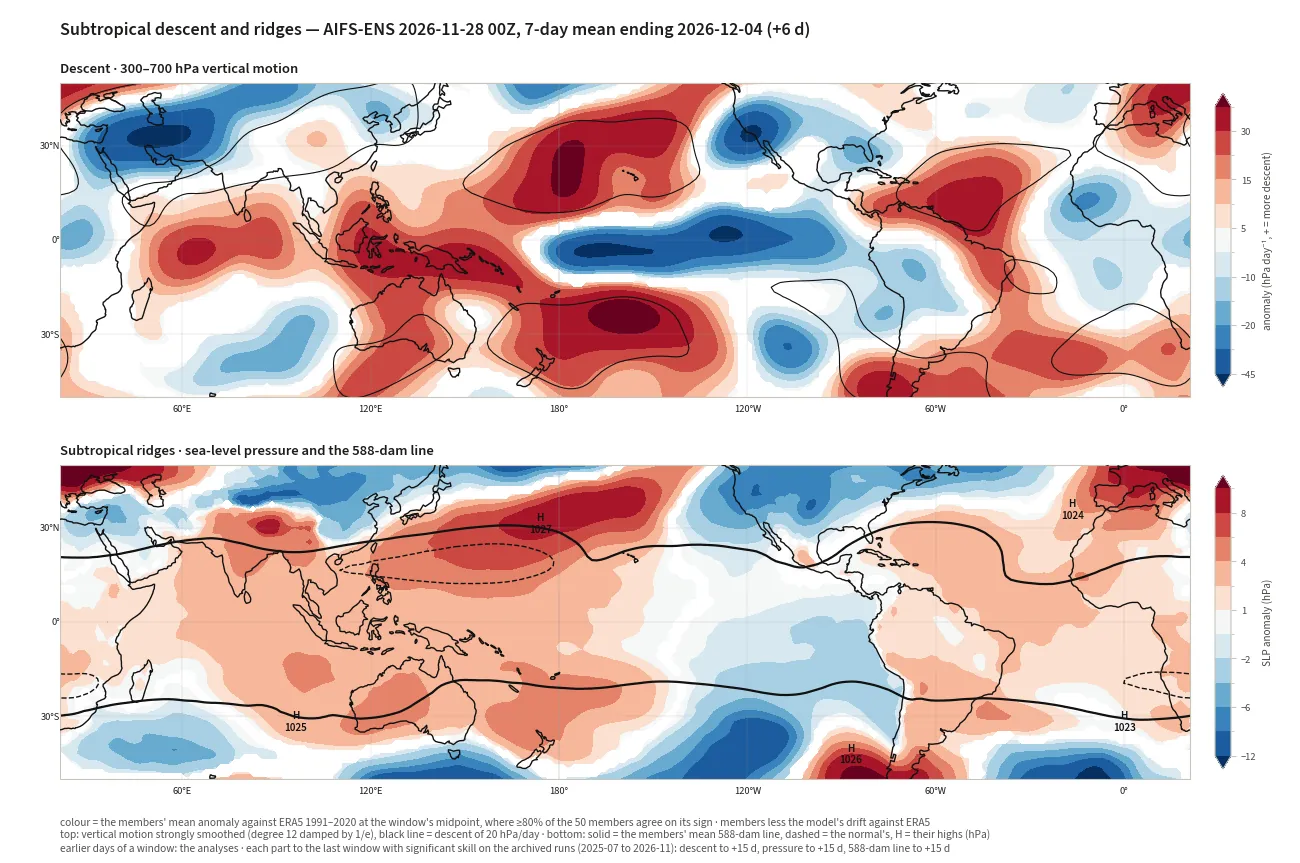 Subtropical descent and ridges — AIFS-ENS 2026-11-28 00Z, 7-day mean ending 2026-12-04 (+6 d)
Descent · 300–700 hPa vertical motion
30°N
0°
30°S
60°E
120°E
180°
120°W
60°W
0°
30
15
5
−10
−20
−45
anomaly (hPa day⁻¹, + = more descent)
Subtropical ridges · sea-level pressure and the 588-dam line
30°N
0°
30°S
H
1027
H
1024
H
1025
H
1026
H
1023
60°E
120°E
180°
120°W
60°W
0°
8
4
1
−2
−6
−12
SLP anomaly (hPa)
colour = the members' mean anomaly against ERA5 1991–2020 at the window's midpoint, where ≥80% of the 50 members agree on its sign · members less the model's drift against ERA5
top: vertical motion strongly smoothed (degree 12 damped by 1/e), black line = descent of 20 hPa/day · bottom: solid = the members' mean 588-dam line, dashed = the normal's, H = their highs (hPa)
earlier days of a window: the analyses · each part to the last window with significant skill on the archived runs (2025-07 to 2026-11): descent to +15 d, pressure to +15 d, 588-dam line to +15 d